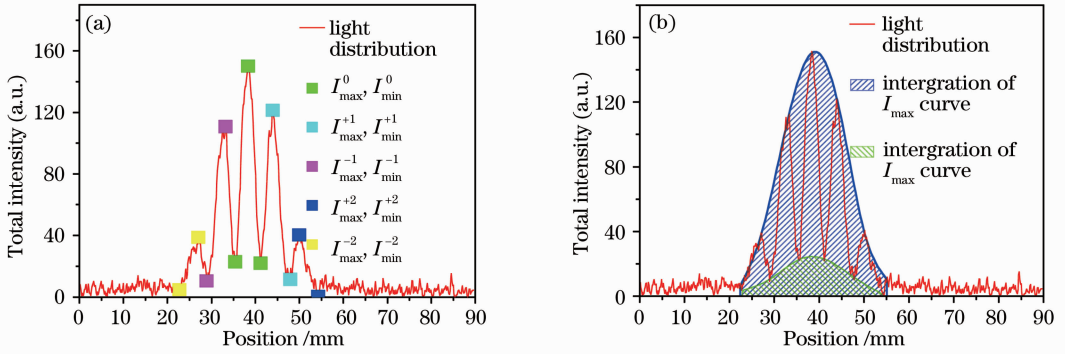 (a)
light
distribution
I⁰max, I⁰min
I⁺¹max, I⁺¹min
I⁻¹max, I⁻¹min
I⁺²max, I⁺²min
I⁻²max, I⁻²min
Total intensity (a.u.)
160
120
80
40
0
0 10 20 30 40 50 60 70 80 90
Position /mm
(b)
light
distribution
intergration of
Imax curve
intergration of
Imax curve
Total intensity (a.u.)
160
120
80
40
0
0 10 20 30 40 50 60 70 80 90
Position /mm